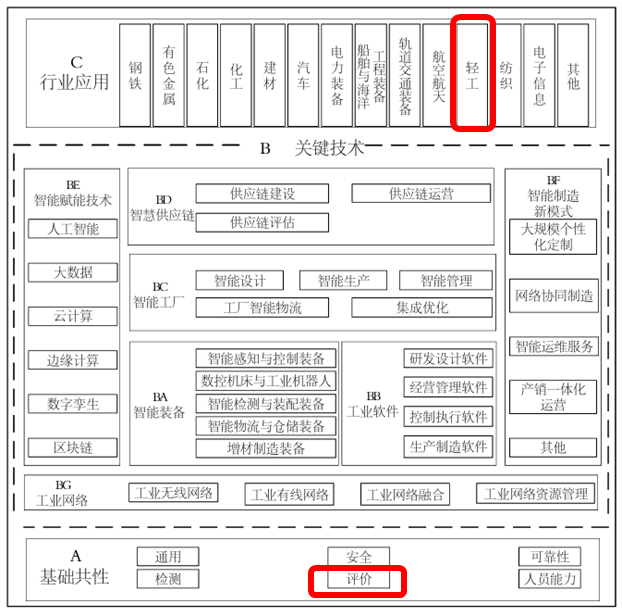 C
行业应用
钢铁
有色金属
石化
化工
建材
汽车
电力装备
船舶与海洋
工程装备
轨道交通装备
航空航天
轻工
纺织
电子信息
其他
B 关键技术
BE
智能赋能技术
人工智能
大数据
云计算
边缘计算
数字孪生
区块链
BD
智慧供应链
供应链建设
供应链运营
供应链评估
BC
智能工厂
智能设计
智能生产
智能管理
工厂智能物流
集成优化
BA
智能装备
智能感知与控制装备
数控机床与工业机器人
智能检测与装配装备
智能物流与仓储装备
增材制造装备
BB
工业软件
研发设计软件
经营管理软件
控制执行软件
生产制造软件
BF
智能制造
新模式
大规模个性
化定制
网络协同制造
智能运维服务
产销一体化
运营
其他
BG
工业网络
工业无线网络
工业有线网络
工业网络融合
工业网络资源管理
A
基础共性
通用
安全
可靠性
检测
评价
人员能力